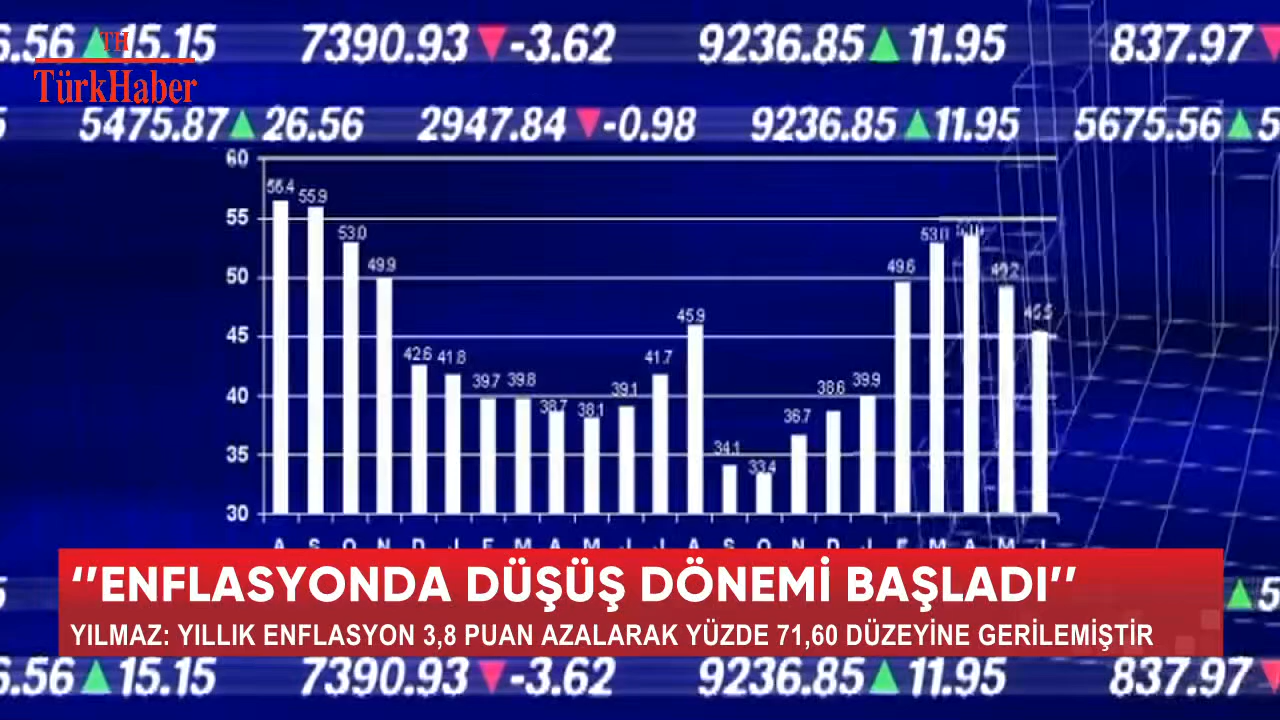 5.56 ▲ 15.15 7390.93 ▼ -3.62 9236.85 ▲ 11.95 837.97 ▼
TH
TürkHaber
5475.87 ▲ 26.56 2947.84 ▼ -0.98 9236.85 ▲ 11.95 5675.56 ▲ 5
60
55
50
45
40
35
30
56.4 55.9 53.0 49.9 42.6 41.8 39.7 39.8 38.7 38.1 39.1 41.7 45.9 34.1 33.4 36.7 38.6 39.9 49.6 53.0 49.2 45.5
A S O N D J F M A M J J A S O N D J F M A M J
‘’ENFLASYONDA DÜŞÜŞ DÖNEMİ BAŞLADI’’
YILMAZ: YILLIK ENFLASYON 3,8 PUAN AZALARAK YÜZDE 71,60 DÜZEYİNE GERİLEMİŞTİR
5.56 ▲ 15.15 7390.93 ▼ -3.62 9236.85 ▲ 11.95 837.97 ▼